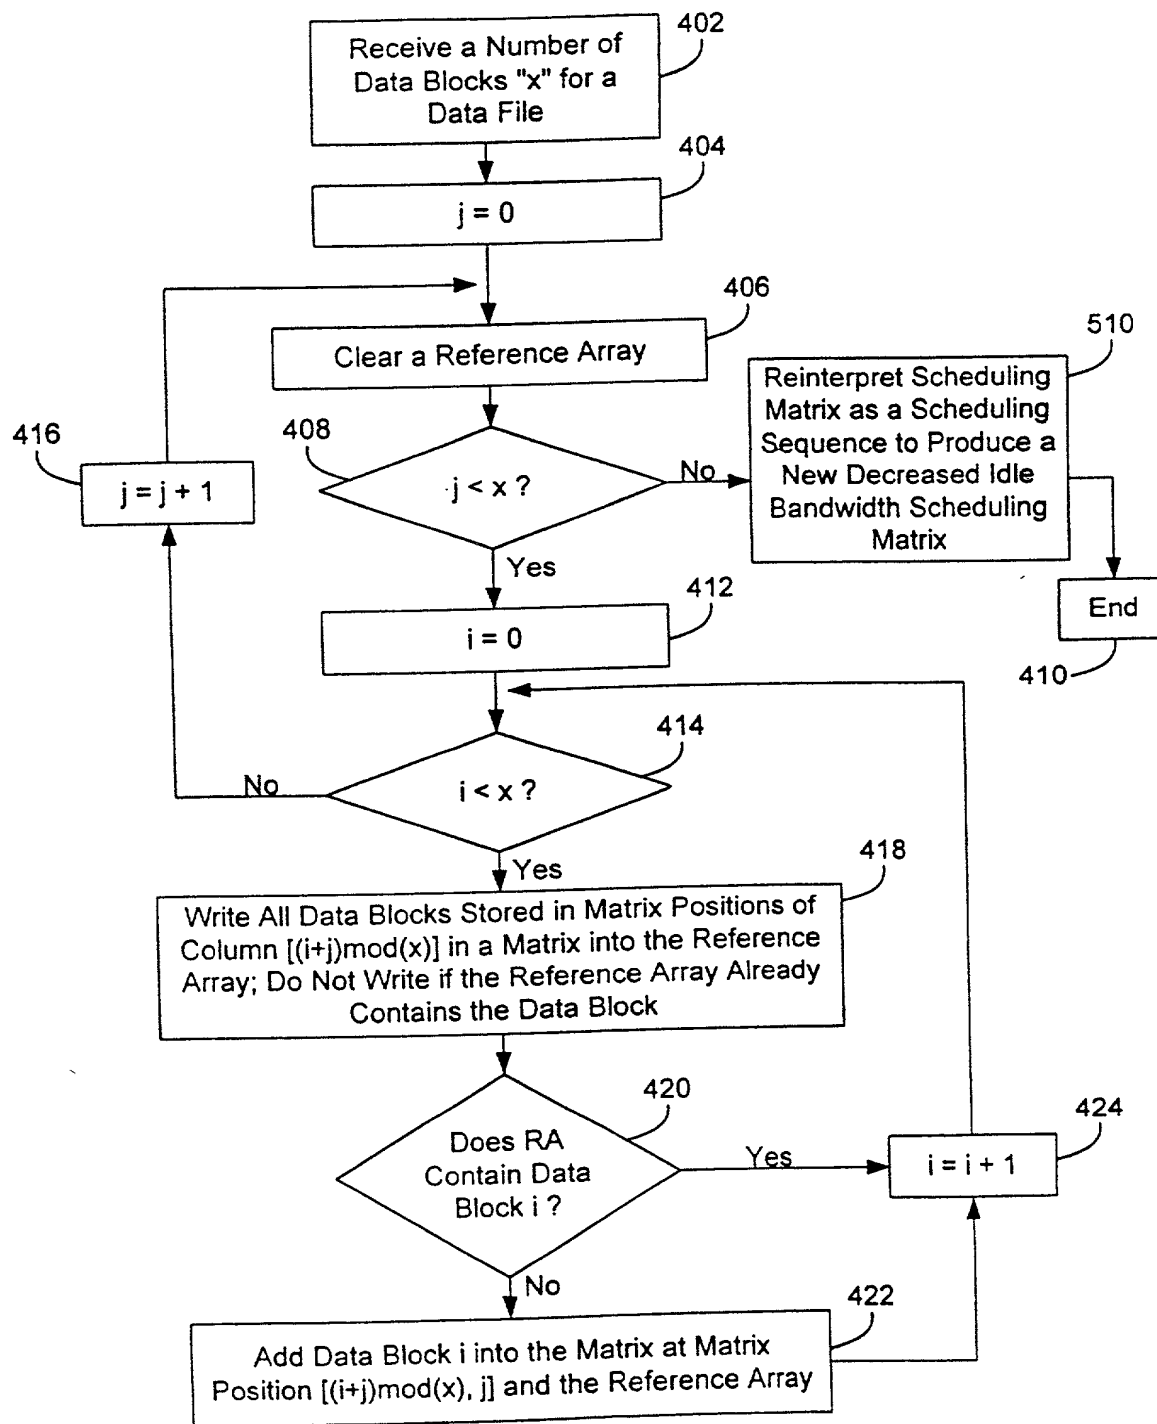 402
Receive a Number of
Data Blocks "x" for a
Data File
404
j = 0
406
Clear a Reference Array
510
Reinterpret Scheduling
Matrix as a Scheduling
Sequence to Produce a
New Decreased Idle
Bandwidth Scheduling
Matrix
416
j = j + 1
408
j < x ?
No
Yes
End
410
412
i = 0
414
i < x ?
No
Yes
418
Write All Data Blocks Stored in Matrix Positions of
Column [(i+j)mod(x)] in a Matrix into the Reference
Array; Do Not Write if the Reference Array Already
Contains the Data Block
420
Does RA
Contain Data
Block i ?
Yes
424
i = i + 1
No
422
Add Data Block i into the Matrix at Matrix
Position [(i+j)mod(x), j] and the Reference Array